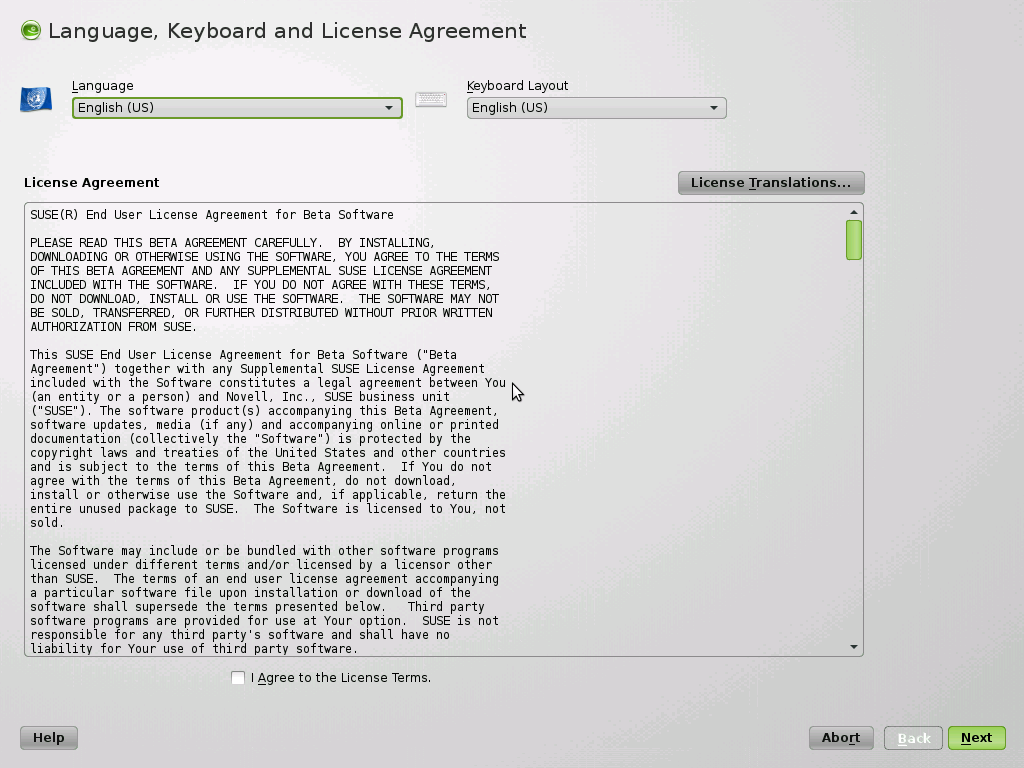 Language, Keyboard and License Agreement
Language
Keyboard Layout
English (US)
English (US)
License Agreement
License Translations...
SUSE(R) End User License Agreement for Beta Software
PLEASE READ THIS BETA AGREEMENT CAREFULLY.  BY INSTALLING,
DOWNLOADING OR OTHERWISE USING THE SOFTWARE, YOU AGREE TO THE TERMS
OF THIS BETA AGREEMENT AND ANY SUPPLEMENTAL SUSE LICENSE AGREEMENT
INCLUDED WITH THE SOFTWARE.  IF YOU DO NOT AGREE WITH THESE TERMS,
DO NOT DOWNLOAD, INSTALL OR USE THE SOFTWARE.  THE SOFTWARE MAY NOT
BE SOLD, TRANSFERRED, OR FURTHER DISTRIBUTED WITHOUT PRIOR WRITTEN
AUTHORIZATION FROM SUSE.
This SUSE End User License Agreement for Beta Software ("Beta
Agreement") together with any Supplemental SUSE License Agreement
included with the Software constitutes a legal agreement between You
(an entity or a person) and Novell, Inc., SUSE business unit
("SUSE"). The software product(s) accompanying this Beta Agreement,
software updates, media (if any) and accompanying online or printed
documentation (collectively the "Software") is protected by the
copyright laws and treaties of the United States and other countries
and is subject to the terms of this Beta Agreement.  If You do not
agree with the terms of this Beta Agreement, do not download,
install or otherwise use the Software and, if applicable, return the
entire unused package to SUSE.  The Software is licensed to You, not
sold.
The Software may include or be bundled with other software programs
licensed under different terms and/or licensed by a licensor other
than SUSE.  The terms of an end user license agreement accompanying
a particular software file upon installation or download of the
software shall supersede the terms presented below.   Third party
software programs are provided for use at Your option.  SUSE is not
responsible for any third party's software and shall have no
liability for Your use of third party software.
I Agree to the License Terms.
Help
Abort
Back
Next